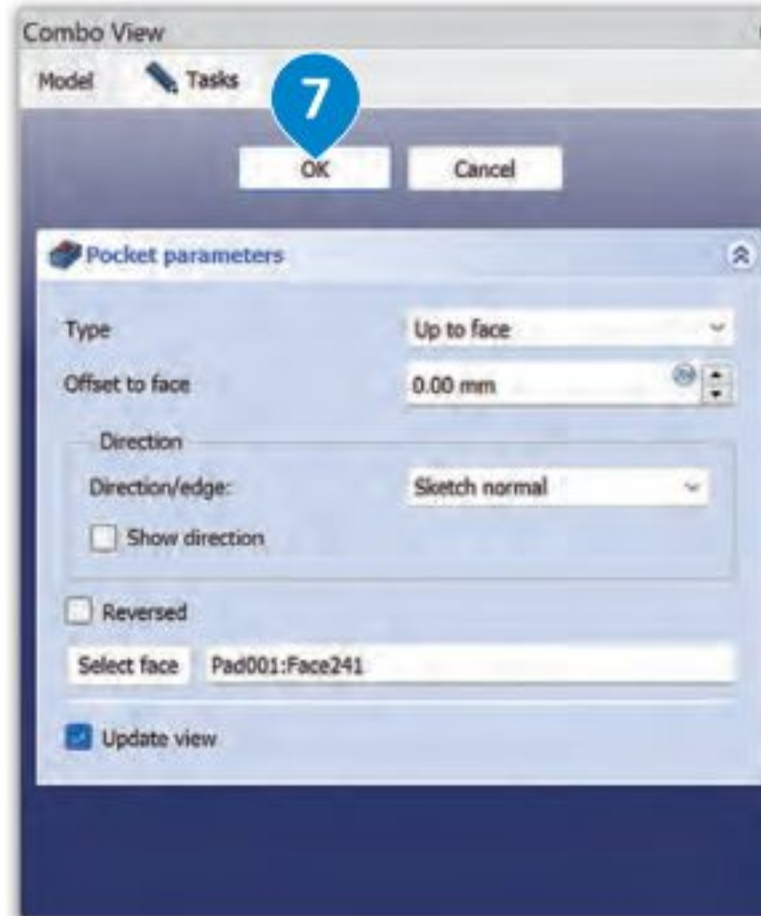 Combo View
Model Tasks
7
OK Cancel
Pocket parameters
Type Up to face
Offset to face 0.00 mm
Direction
Direction/edge: Sketch normal
Show direction
Reversed
Select face Pad001:Face241
Update view